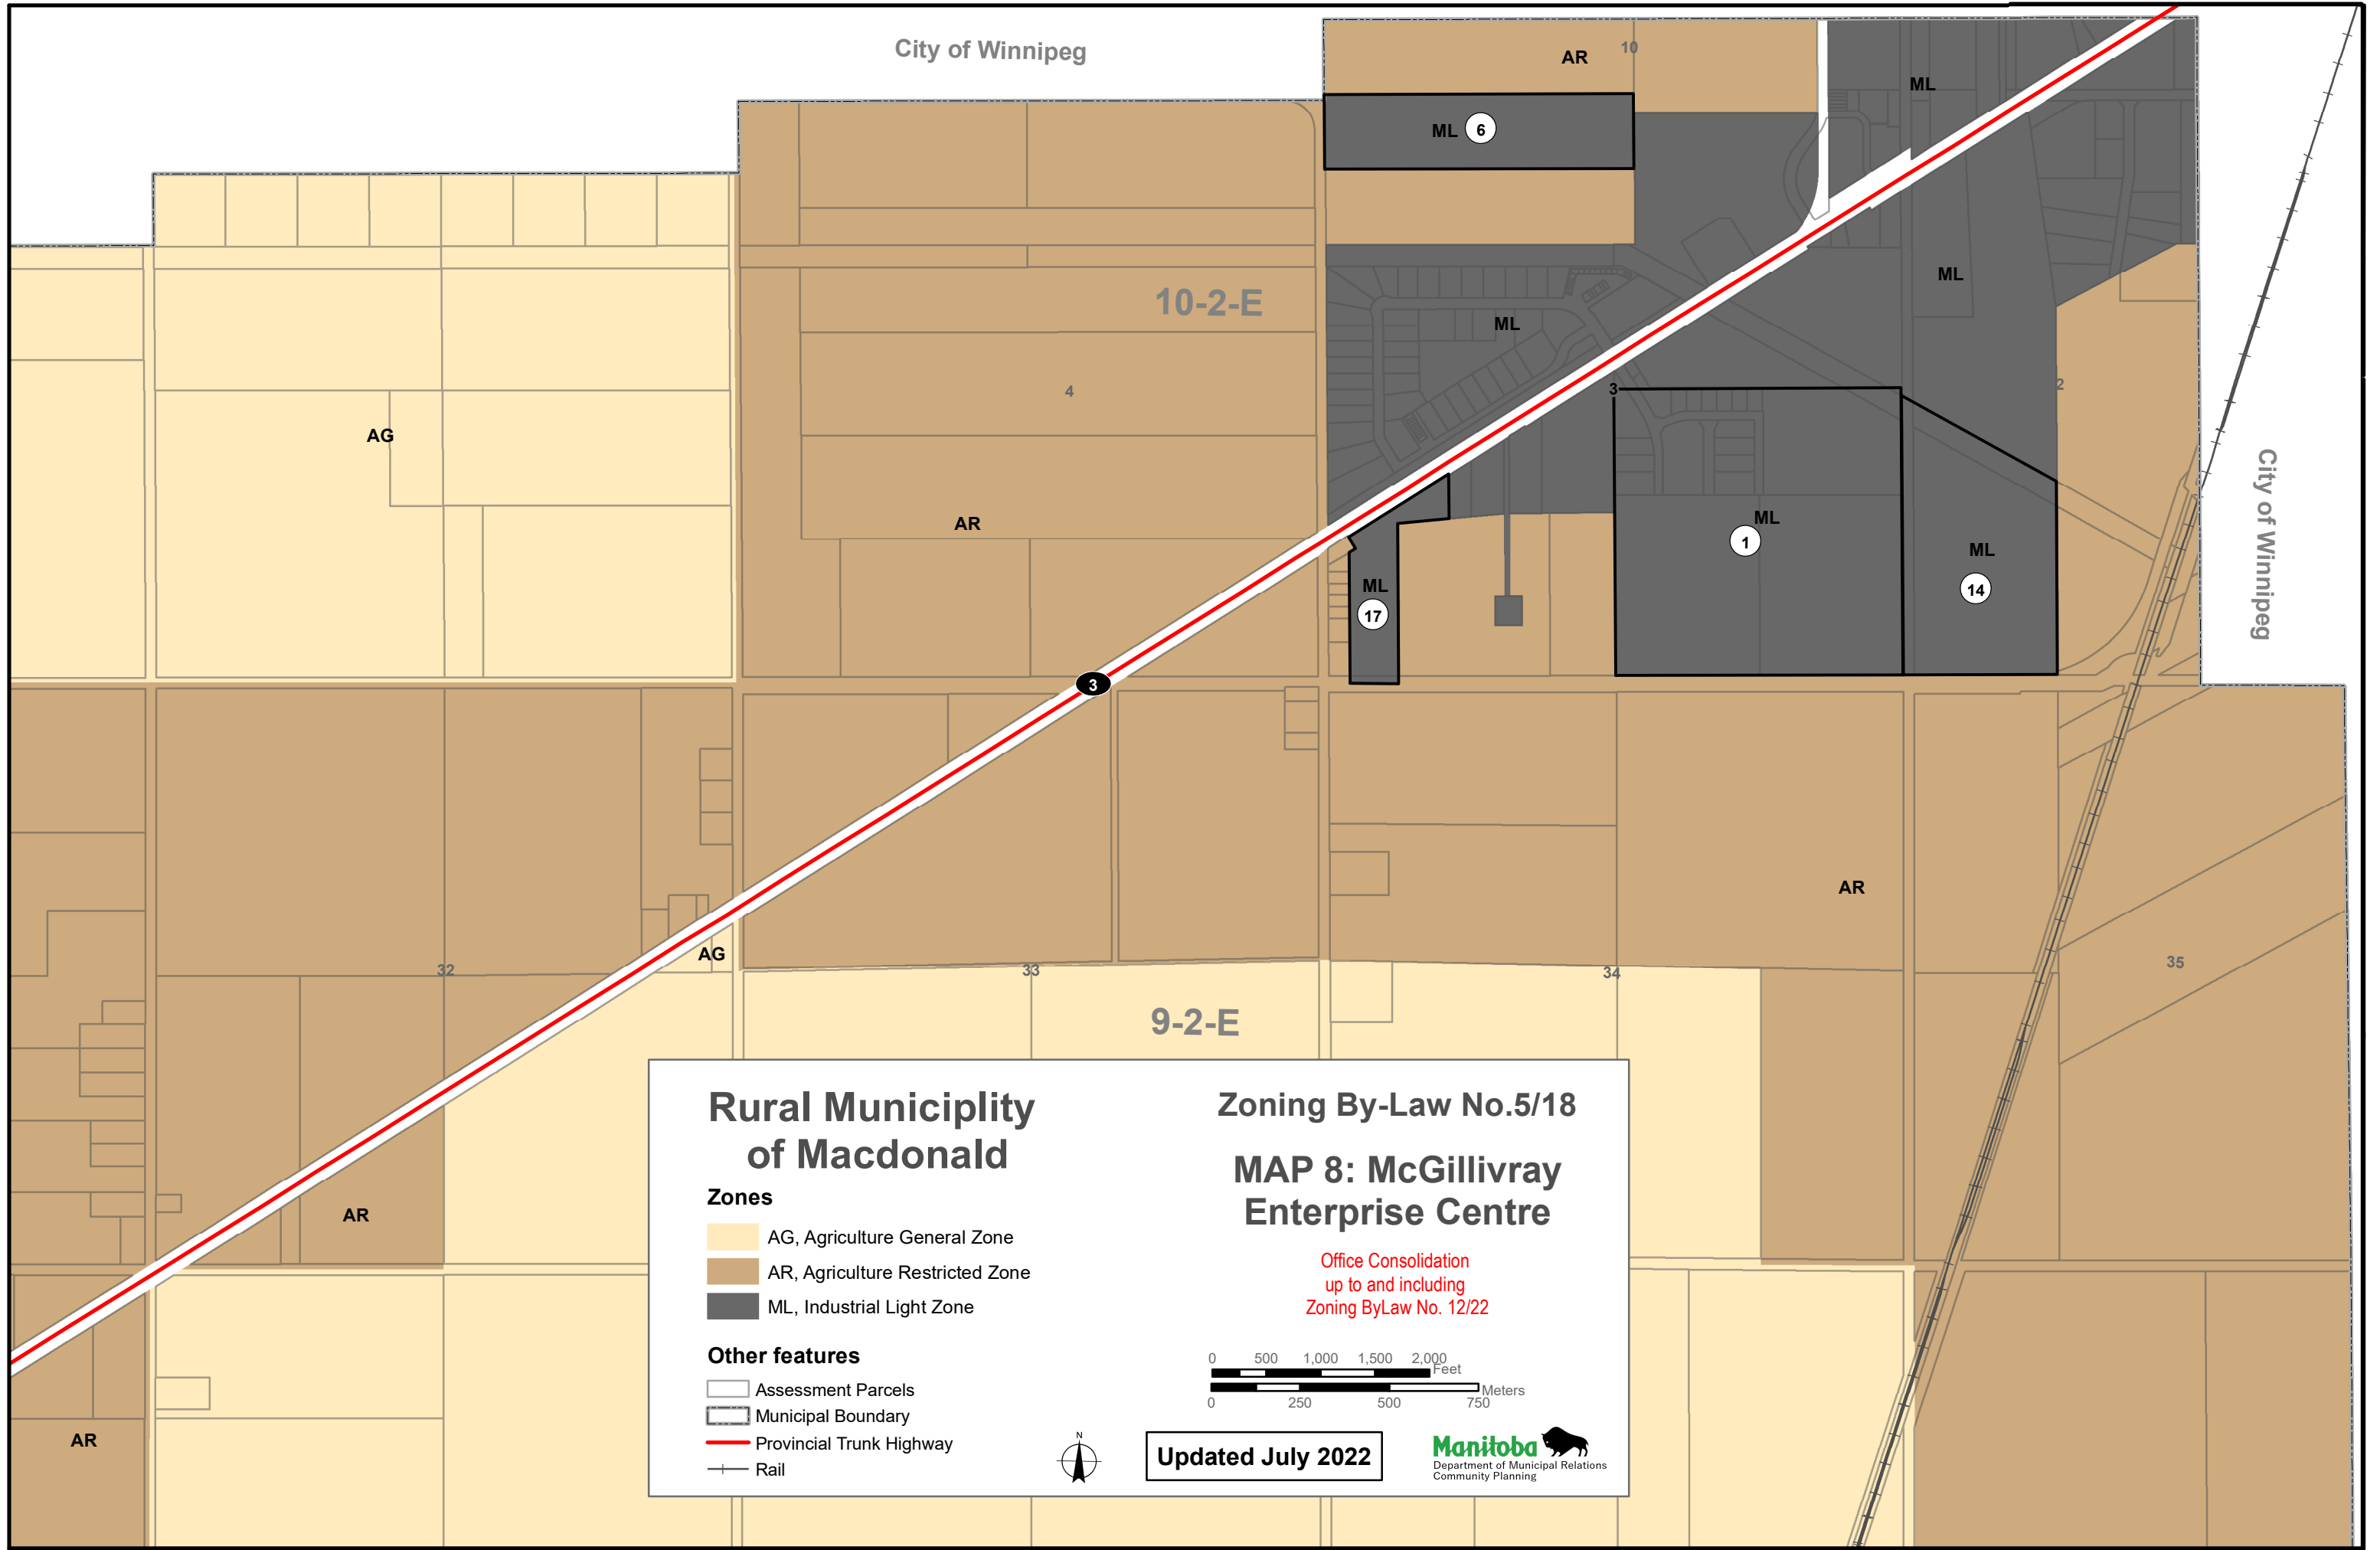 City of Winnipeg
AR
10
ML
ML
6
ML
10-2-E
ML
4
3
2
AG
AR
City of Winnipeg
ML
1
ML
14
ML
17
3
AR
AG
32
33
34
35
9-2-E
AR
AR
Rural Municiplity
of Macdonald
Zones
AG, Agriculture General Zone
AR, Agriculture Restricted Zone
ML, Industrial Light Zone
Other features
Assessment Parcels
Municipal Boundary
Provincial Trunk Highway
Rail
Zoning By-Law No.5/18
MAP 8: McGillivray
Enterprise Centre
Office Consolidation
up to and including
Zoning ByLaw No. 12/22
0 500 1,000 1,500 2,000
Feet
Meters
0 250 500 750
N
Updated July 2022
Manitoba
Department of Municipal Relations
Community Planning